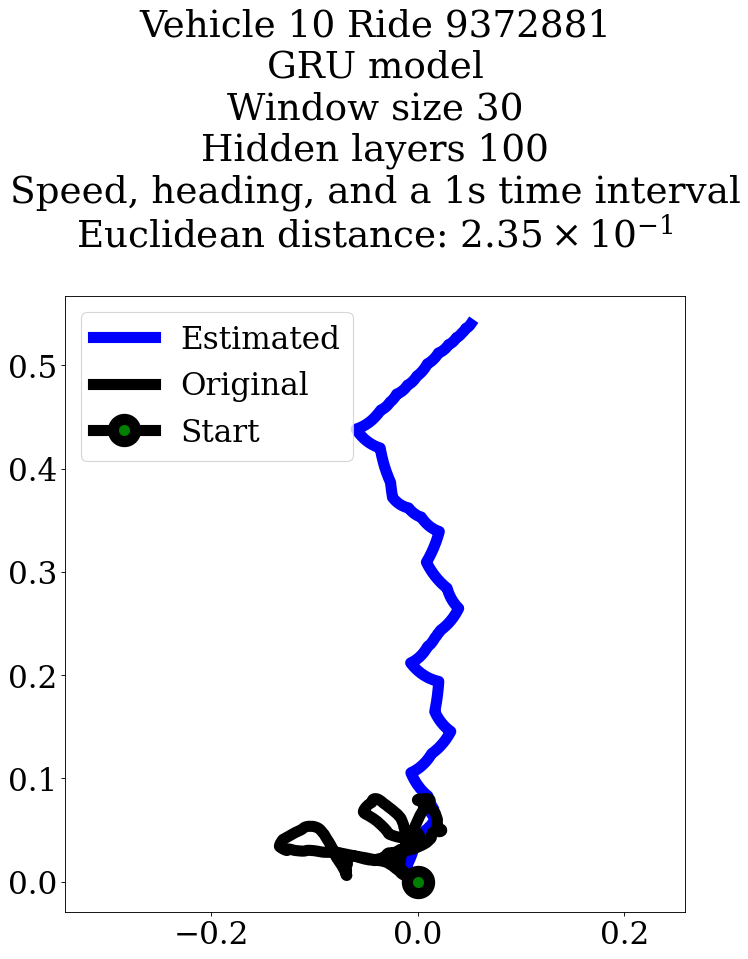 Vehicle 10 Ride 9372881
GRU model
Window size 30
Hidden layers 100
Speed, heading, and a 1s time interval
Euclidean distance: 2.35 × 10⁻¹
Estimated
Original
Start
0.5
0.4
0.3
0.2
0.1
0.0
−0.2 0.0 0.2